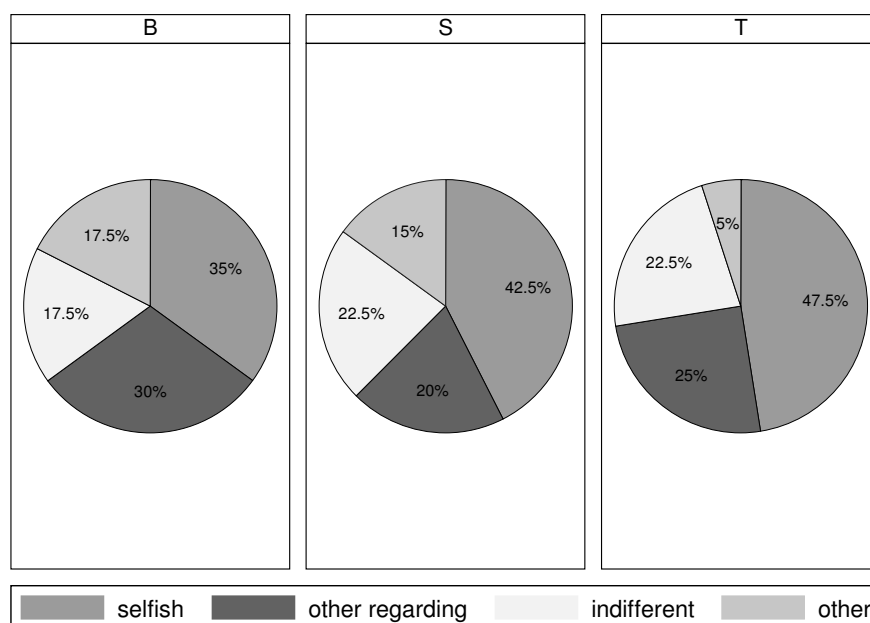 B S T
17.5% 35% 17.5% 30%
15% 42.5% 22.5% 20%
5% 22.5% 47.5% 25%
selfish other regarding indifferent other